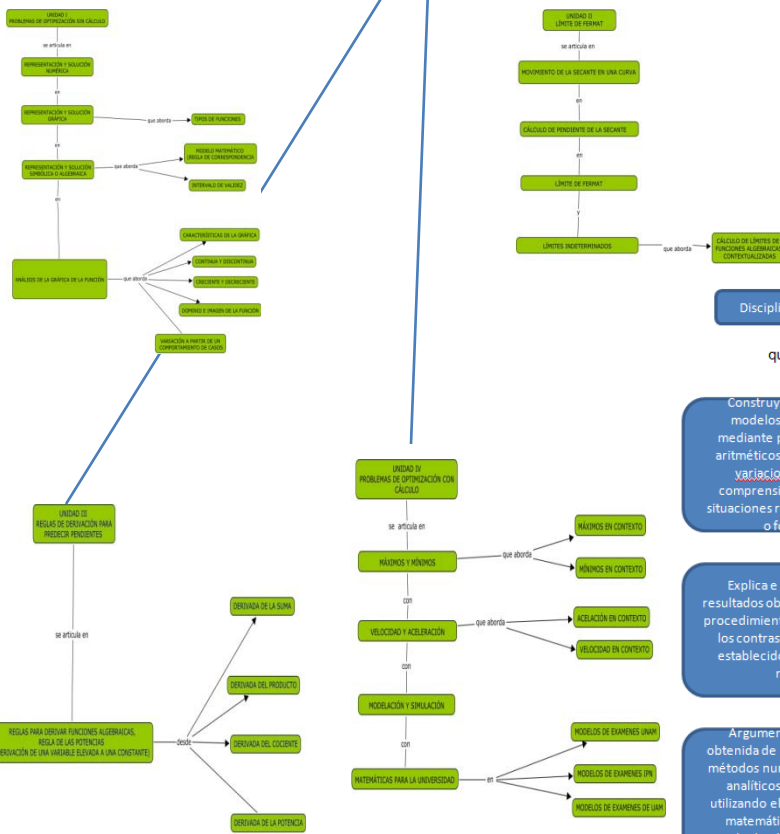 UNIDAD I
PROBLEMAS DE OPTIMIZACIÓN SIN CÁLCULO
se articula en
REPRESENTACIÓN Y SOLUCIÓN
NUMÉRICA
en
REPRESENTACIÓN Y SOLUCIÓN
GRÁFICA
que aborda
TIPOS DE FUNCIONES
en
REPRESENTACIÓN Y SOLUCIÓN
SIMBÓLICA O ALGEBRAICA
que aborda
MODELO MATEMÁTICO
(REGLA DE CORRESPONDENCIA
INTERVALO DE VALIDEZ
en
ANÁLISIS DE LA GRÁFICA DE LA FUNCIÓN
que aborda
CARACTERÍSTICAS DE LA GRÁFICA
CONTINUA Y DISCONTINUA
CRECIENTE Y DECRECIENTE
DOMINIO E IMAGEN DE LA FUNCIÓN
VARIACIÓN A PARTIR DE UN
COMPORTAMIENTO DE CASOS
UNIDAD II
LÍMITE DE FERMAT
se articula en
MOVIMIENTO DE LA SECANTE EN UNA CURVA
en
CÁLCULO DE PENDIENTE DE LA SECANTE
en
LÍMITE DE FERMAT
y
LÍMITES INDETERMINADOS
que aborda
CÁLCULO DE LÍMITES DE
FUNCIONES ALGEBRAICAS
CONTEXTUALIZADAS
UNIDAD III
REGLAS DE DERIVACIÓN PARA
PREDECIR PENDIENTES
se articula en
REGLAS PARA DERIVAR FUNCIONES ALGEBRAICAS,
REGLA DE LAS POTENCIAS
ERIVACIÓN DE UNA VARIABLE ELEVADA A UNA CONSTANTE)
desde
DERIVADA DE LA SUMA
DERIVADA DEL PRODUCTO
DERIVADA DEL COCIENTE
DERIVADA DE LA POTENCIA
UNIDAD IV
PROBLEMAS DE OPTIMIZACIÓN CON
CÁLCULO
se articula en
MÁXIMOS Y MÍNIMOS
que aborda
MÁXIMOS EN CONTEXTO
MÍNIMOS EN CONTEXTO
con
VELOCIDAD Y ACELERACIÓN
que aborda
ACELACIÓN EN CONTEXTO
VELOCIDAD EN CONTEXTO
con
MODELACIÓN Y SIMULACIÓN
con
MATEMÁTICAS PARA LA UNIVERSIDAD
en
MODELOS DE EXAMENES UNAM
MODELOS DE EXAMENES IPN
MODELOS DE EXAMENES DE UAM
Discipli
qu
Construy
modelos
mediante p
aritméticos
variacio
comprensi
situaciones r
o fo
Explica e
resultados ob
procedimient
los contras
establecido
Argumen
obtenida de
métodos nu
analíticos
utilizando el
matemáti